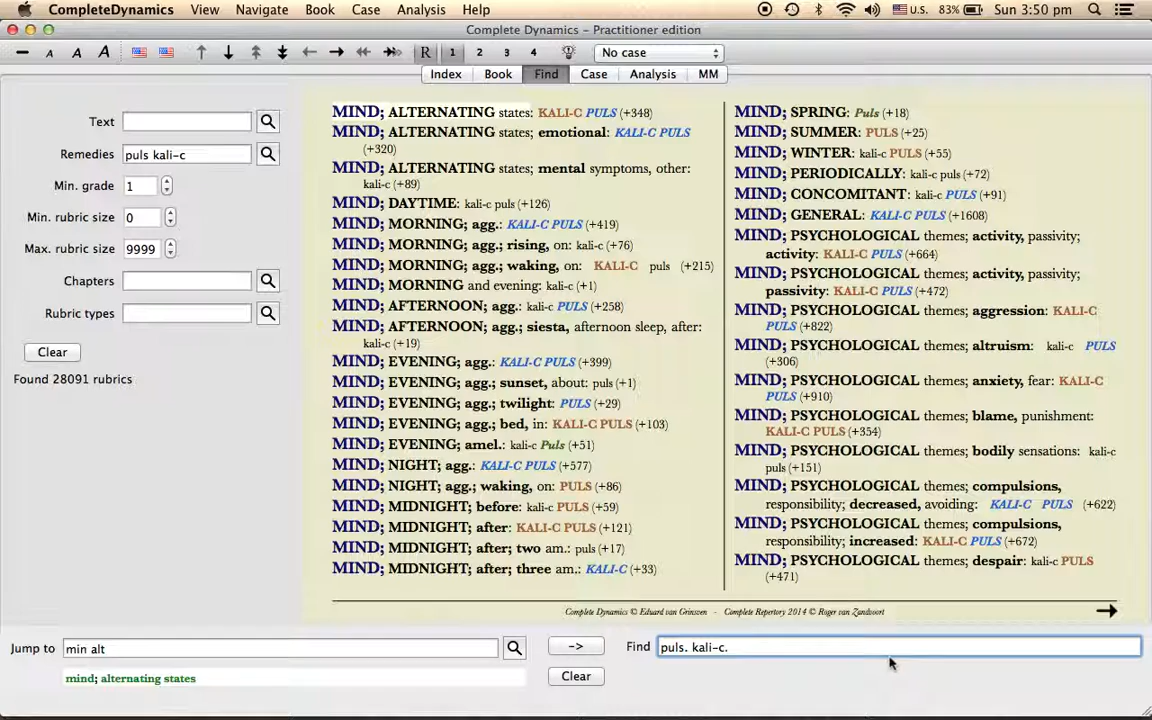 CompleteDynamics View Navigate Book Case Analysis Help U.S. 83% Sun 3:50 pm
Complete Dynamics – Practitioner edition
A A A R 1 2 3 4 No case
Index Book Find Case Analysis MM
Text
Remedies puls kali-c
Min. grade 1
Min. rubric size 0
Max. rubric size 9999
Chapters
Rubric types
Clear
Found 28091 rubrics
MIND; ALTERNATING states: KALI-C PULS (+348)
MIND; ALTERNATING states; emotional: KALI-C PULS
(+320)
MIND; ALTERNATING states; mental symptoms, other:
kali-c (+89)
MIND; DAYTIME: kali-c puls (+126)
MIND; MORNING; agg.: KALI-C PULS (+419)
MIND; MORNING; agg.; rising, on: kali-c (+76)
MIND; MORNING; agg.; waking, on: KALI-C puls (+215)
MIND; MORNING and evening: kali-c (+1)
MIND; AFTERNOON; agg.: kali-c PULS (+258)
MIND; AFTERNOON; agg.; siesta, afternoon sleep, after:
kali-c (+19)
MIND; EVENING; agg.: KALI-C PULS (+399)
MIND; EVENING; agg.; sunset, about: puls (+1)
MIND; EVENING; agg.; twilight: PULS (+29)
MIND; EVENING; agg.; bed, in: KALI-C PULS (+103)
MIND; EVENING; amel.: kali-c Puls (+51)
MIND; NIGHT; agg.: KALI-C PULS (+577)
MIND; NIGHT; agg.; waking, on: PULS (+86)
MIND; MIDNIGHT; before: kali-c PULS (+59)
MIND; MIDNIGHT; after: KALI-C PULS (+121)
MIND; MIDNIGHT; after; two am.: puls (+17)
MIND; MIDNIGHT; after; three am.: KALI-C (+33)
MIND; SPRING: Puls (+18)
MIND; SUMMER: PULS (+25)
MIND; WINTER: kali-c PULS (+55)
MIND; PERIODICALLY: kali-c puls (+72)
MIND; CONCOMITANT: kali-c PULS (+91)
MIND; GENERAL: KALI-C PULS (+1608)
MIND; PSYCHOLOGICAL themes; activity, passivity;
activity: KALI-C PULS (+664)
MIND; PSYCHOLOGICAL themes; activity, passivity;
passivity: KALI-C PULS (+472)
MIND; PSYCHOLOGICAL themes; aggression: KALI-C
PULS (+822)
MIND; PSYCHOLOGICAL themes; altruism: kali-c PULS
(+306)
MIND; PSYCHOLOGICAL themes; anxiety, fear: KALI-C
PULS (+910)
MIND; PSYCHOLOGICAL themes; blame, punishment:
KALI-C PULS (+354)
MIND; PSYCHOLOGICAL themes; bodily sensations: kali-c
puls (+151)
MIND; PSYCHOLOGICAL themes; compulsions,
responsibility; decreased, avoiding: KALI-C PULS (+622)
MIND; PSYCHOLOGICAL themes; compulsions,
responsibility; increased: KALI-C PULS (+672)
MIND; PSYCHOLOGICAL themes; despair: kali-c PULS
(+471)
Complete Dynamics © Eduard van Grinsven - Complete Repertory 2014 © Roger van Zandvoort
Jump to min alt -> Find puls. kali-c.
mind; alternating states Clear